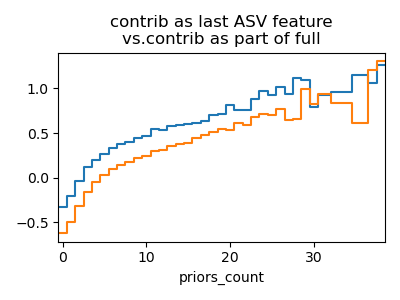 contrib as last ASV feature
vs.contrib as part of full
1.0
0.5
0.0
−0.5
0 10 20 30
priors_count